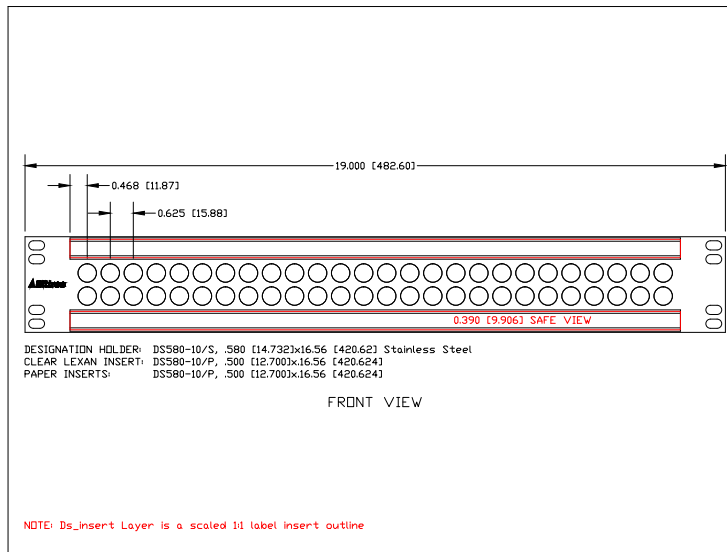 19.000 [482.60]
0.468 [11.87]
0.625 [15.88]
0.390 [9.906] SAFE VIEW
DESIGNATION HOLDER: DS580-10/S, .580 [14.732]x16.56 [420.62] Stainless Steel
CLEAR LEXAN INSERT: DS580-10/P, .500 [12.700]x.16.56 [420.624]
PAPER INSERTS: DS580-10/P, .500 [12.700]x.16.56 [420.624]
FRONT VIEW
NOTE: Ds_insert Layer is a scaled 1:1 label insert outline